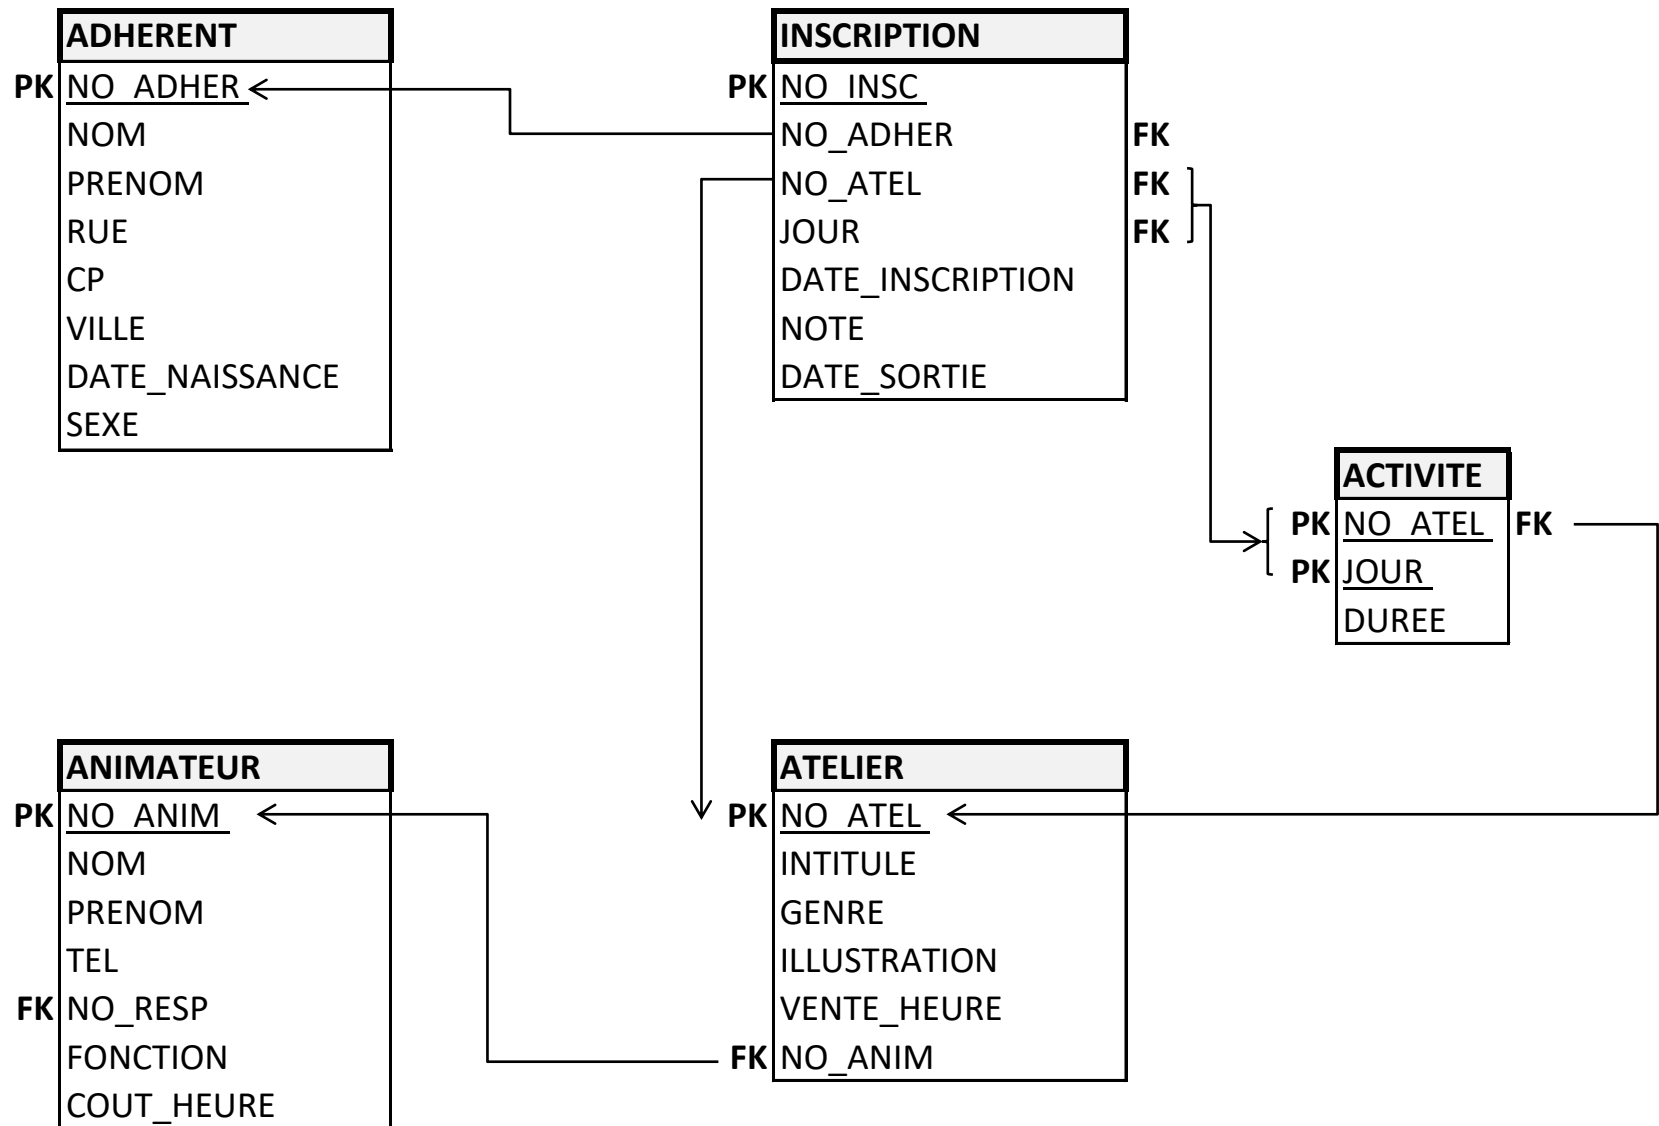 ADHERENT
PK NO_ADHER
NOM
PRENOM
RUE
CP
VILLE
DATE_NAISSANCE
SEXE
INSCRIPTION
PK NO_INSC
NO_ADHER FK
NO_ATEL FK
JOUR FK
DATE_INSCRIPTION
NOTE
DATE_SORTIE
ACTIVITE
PK NO_ATEL FK
PK JOUR
DUREE
ANIMATEUR
PK NO_ANIM
NOM
PRENOM
TEL
FK NO_RESP
FONCTION
COUT_HEURE
ATELIER
PK NO_ATEL
INTITULE
GENRE
ILLUSTRATION
VENTE_HEURE
FK NO_ANIM